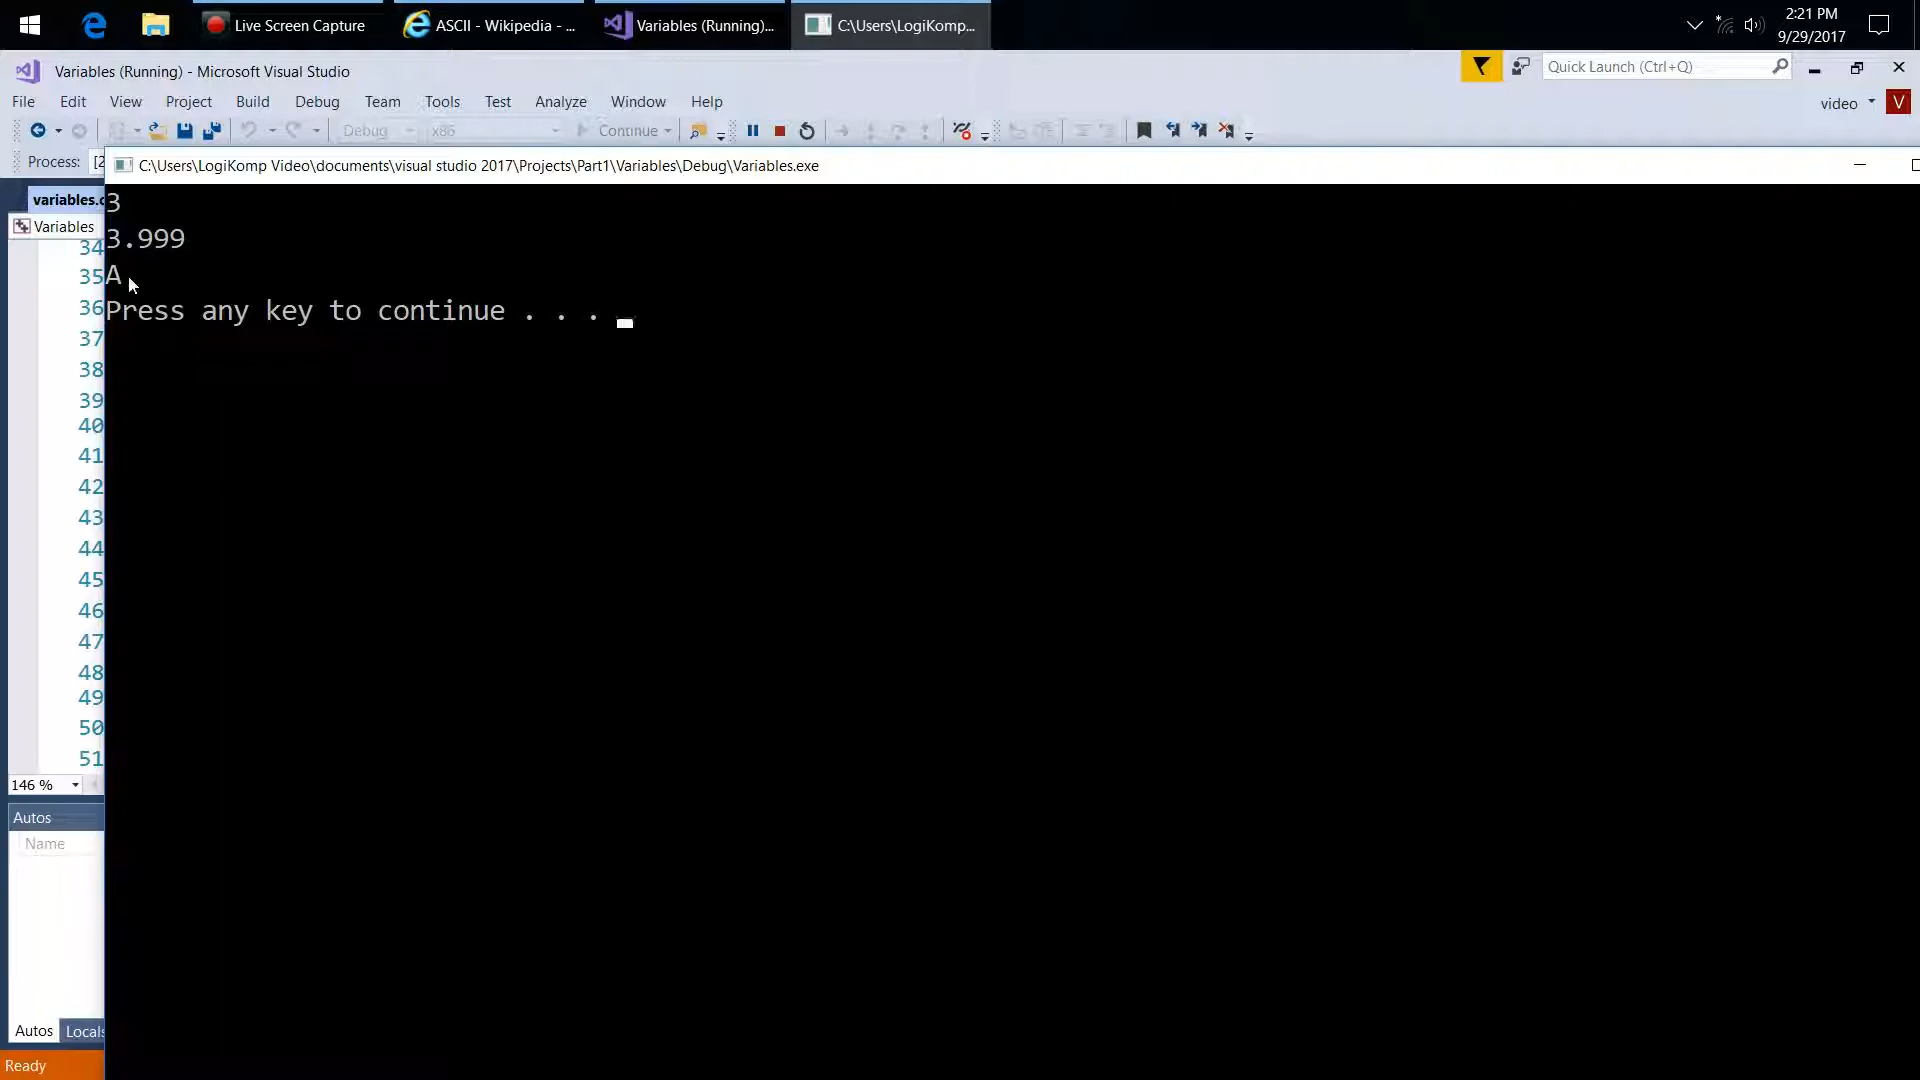 Live Screen Capture
ASCII - Wikipedia - ...
Variables (Running)...
C:\Users\LogiKomp...
2:21 PM
9/29/2017
Variables (Running) - Microsoft Visual Studio
Quick Launch (Ctrl+Q)
File Edit View Project Build Debug Team Tools Test Analyze Window Help
video
V
Debug x86 Continue
Process: [2
C:\Users\LogiKomp Video\documents\visual studio 2017\Projects\Part1\Variables\Debug\Variables.exe
variables.c
Variables
3
3.999
A
Press any key to continue . . .
34
35
36
37
38
39
40
41
42
43
44
45
46
47
48
49
50
51
146 %
Autos
Name
Autos Locals
Ready